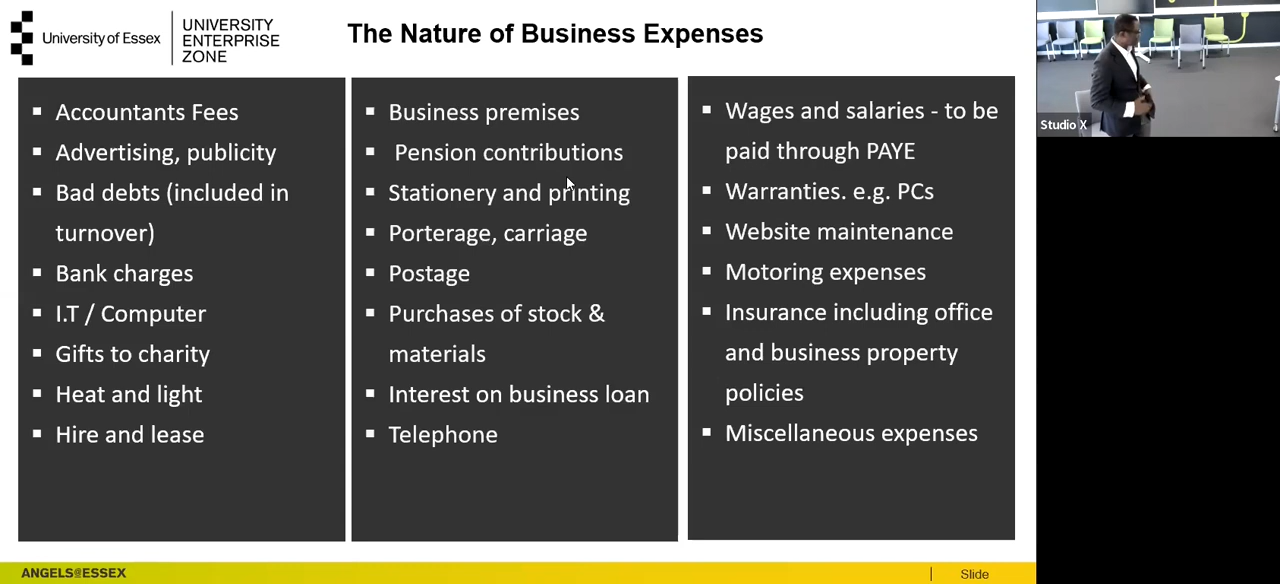 University of Essex
UNIVERSITY
ENTERPRISE
ZONE
The Nature of Business Expenses
▪ Accountants Fees
▪ Advertising, publicity
▪ Bad debts (included in
turnover)
▪ Bank charges
▪ I.T / Computer
▪ Gifts to charity
▪ Heat and light
▪ Hire and lease
▪ Business premises
▪ Pension contributions
▪ Stationery and printing
▪ Porterage, carriage
▪ Postage
▪ Purchases of stock &
materials
▪ Interest on business loan
▪ Telephone
▪ Wages and salaries - to be
paid through PAYE
▪ Warranties. e.g. PCs
▪ Website maintenance
▪ Motoring expenses
▪ Insurance including office
and business property
policies
▪ Miscellaneous expenses
Studio X
ANGELS@ESSEX
Slide